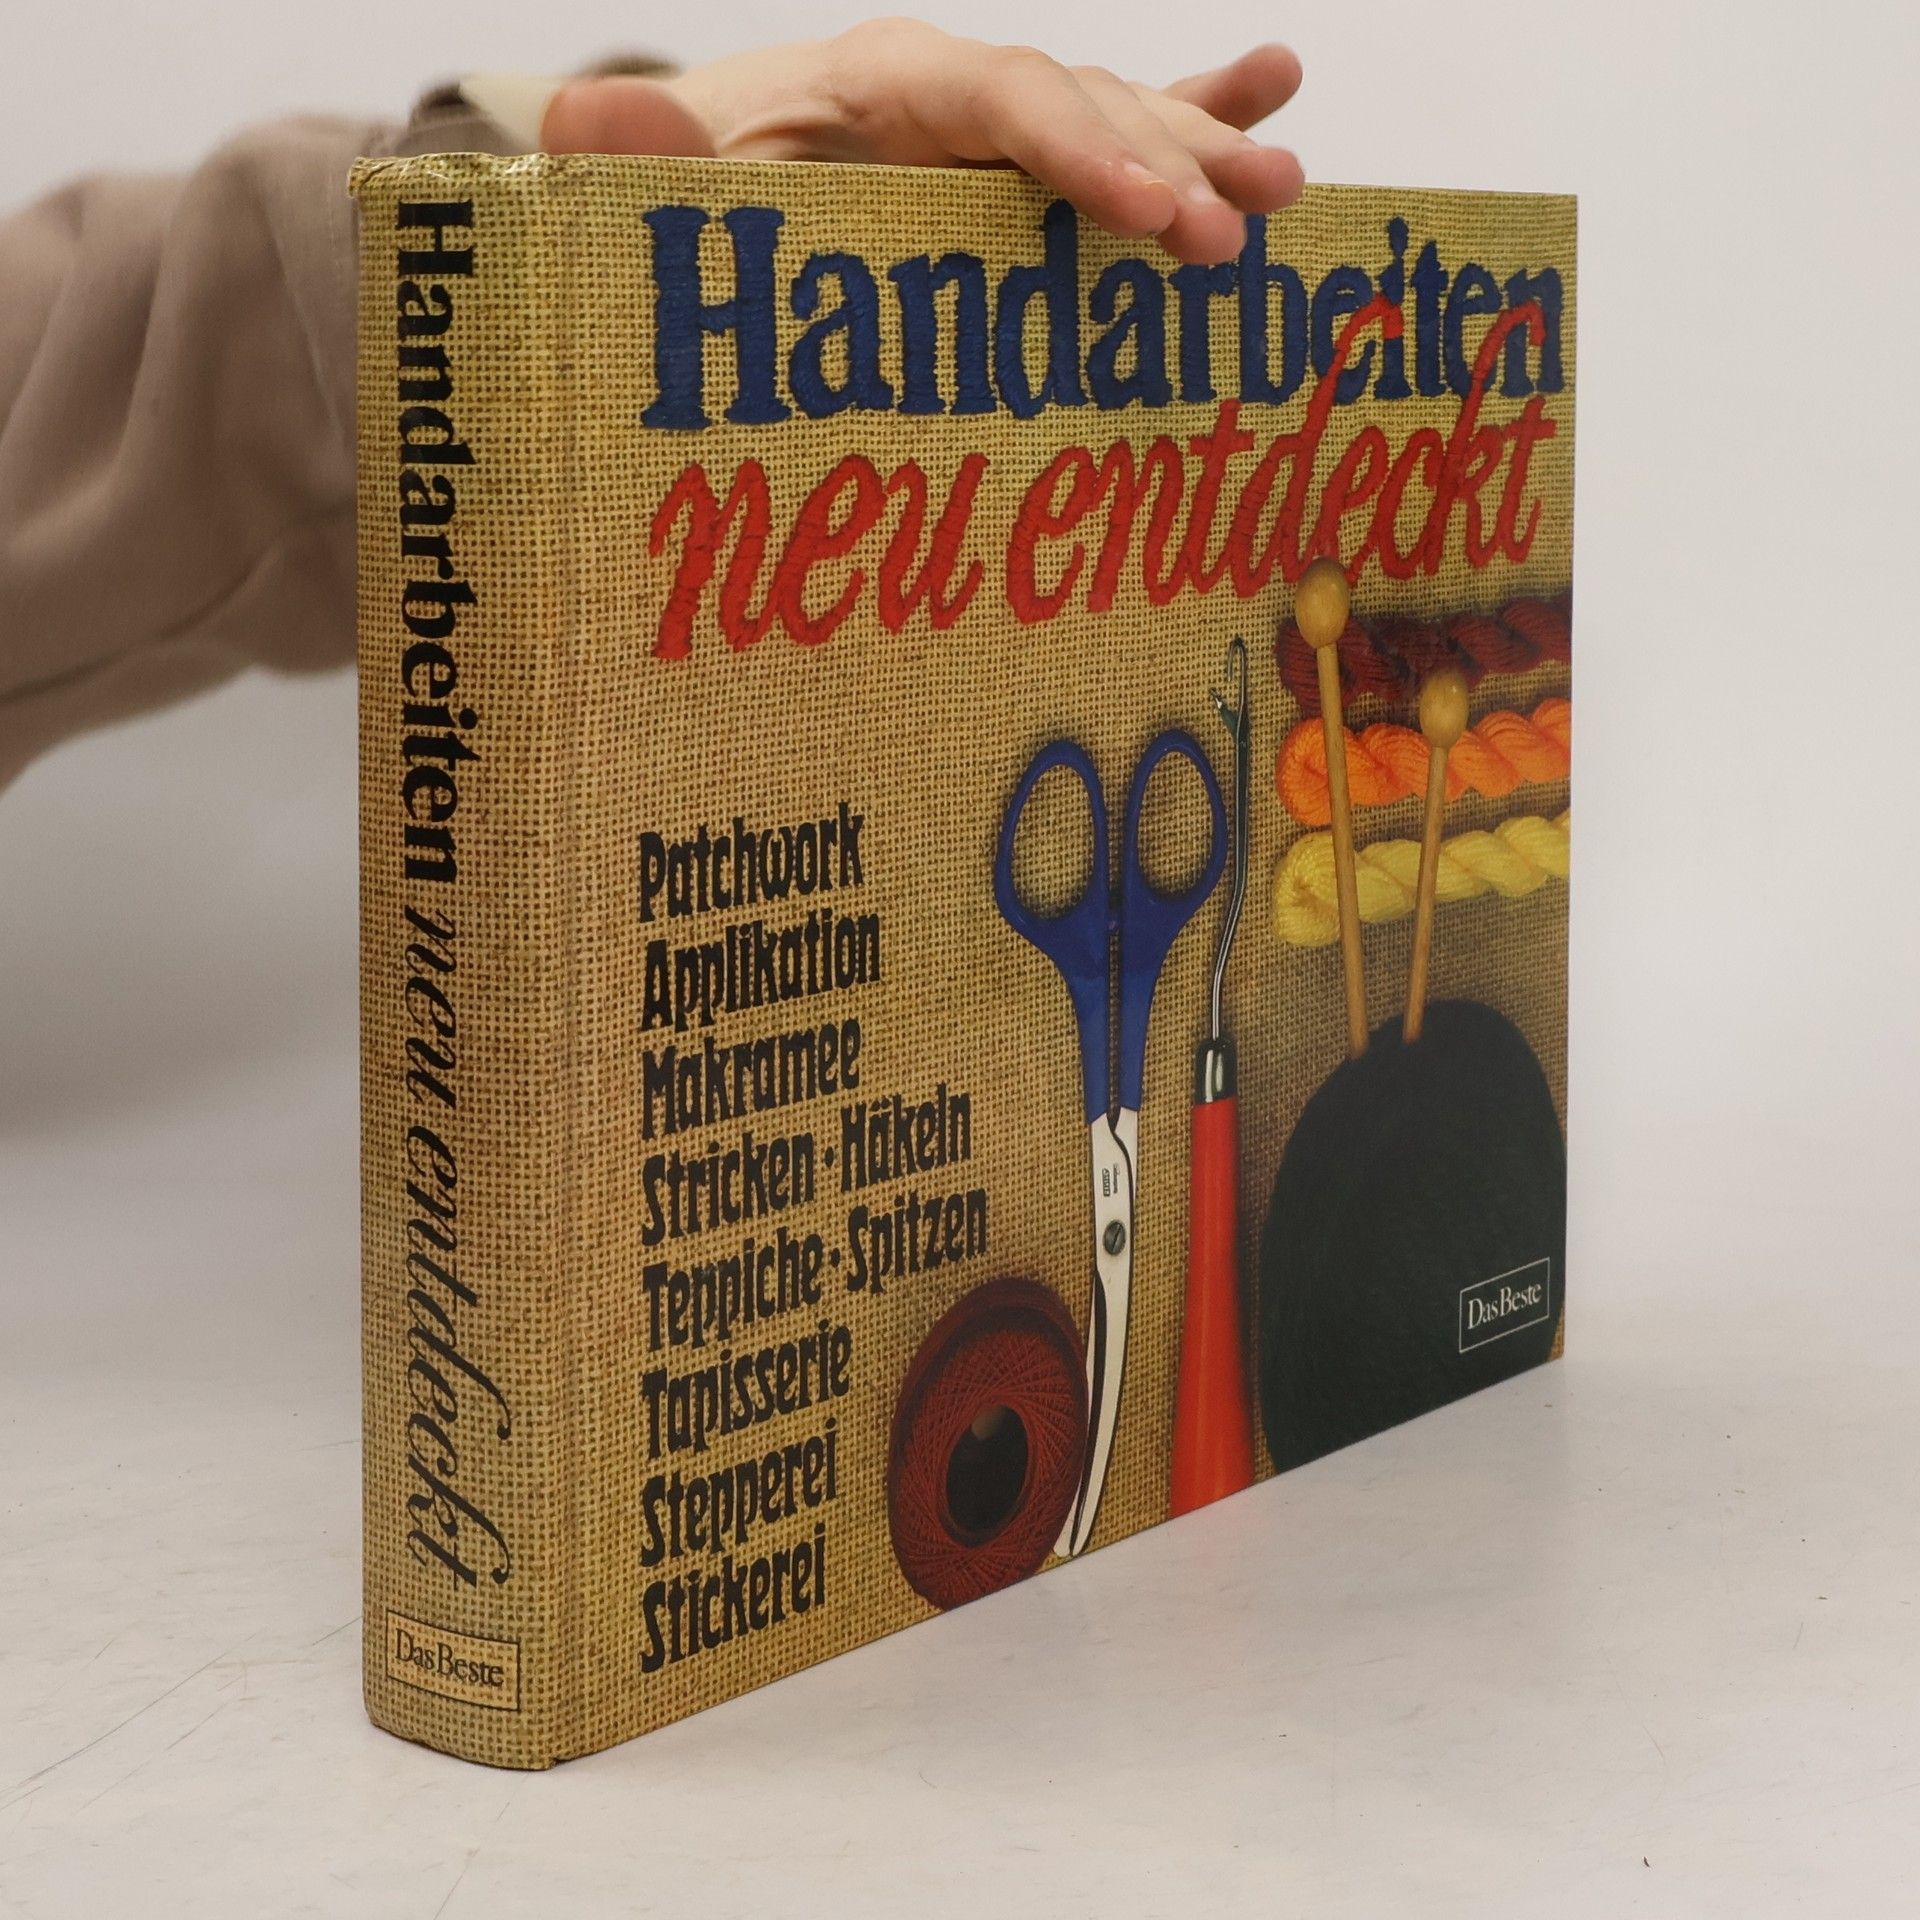 Handarbeiten neu entdeckt
Das Beste
Handarbeiten
neu entdeckt
Patchwork
Applikation
Makramee
Stricken · Häkeln
Teppiche · Spitzen
Tapisserie
Stepperei
Stickerei
Das Beste